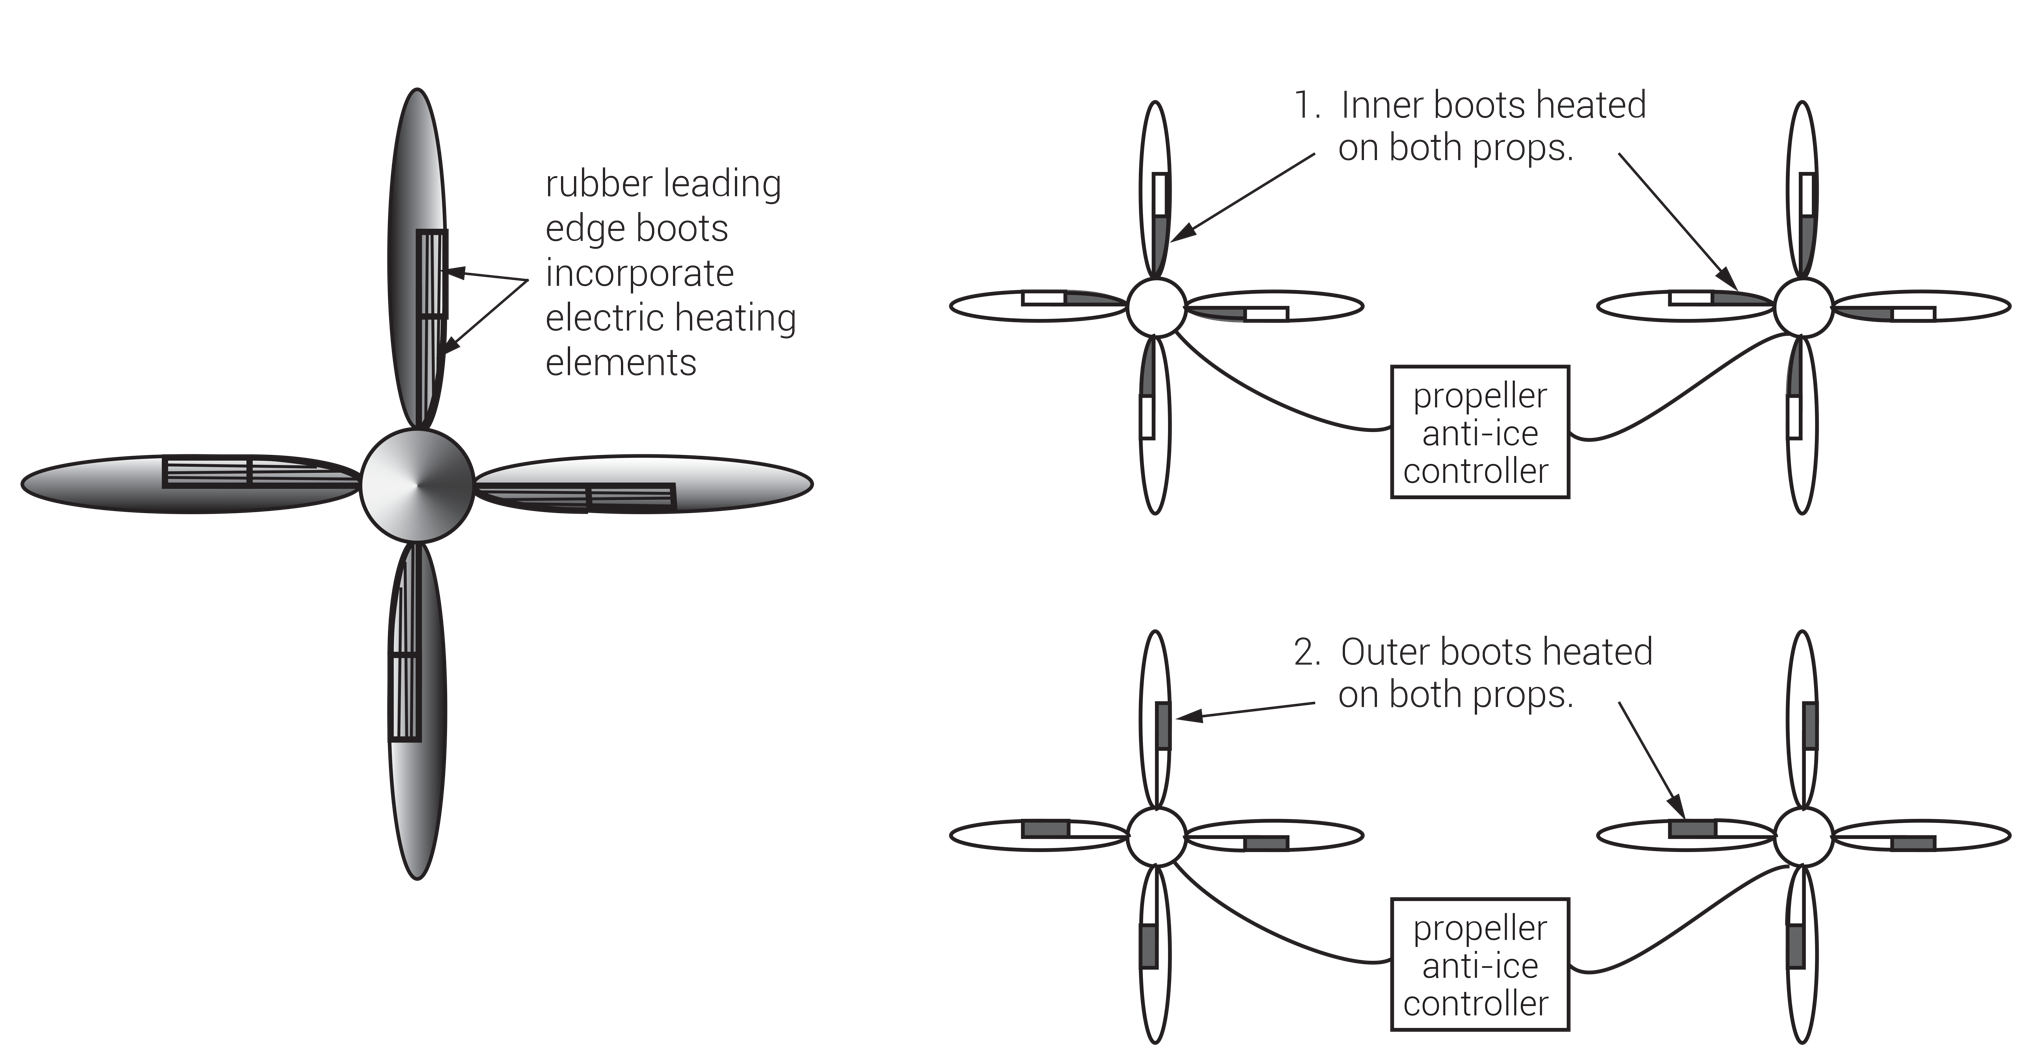 rubber leading
edge boots
incorporate
electric heating
elements
1. Inner boots heated
on both props.
propeller
anti-ice
controller
2. Outer boots heated
on both props.
propeller
anti-ice
controller